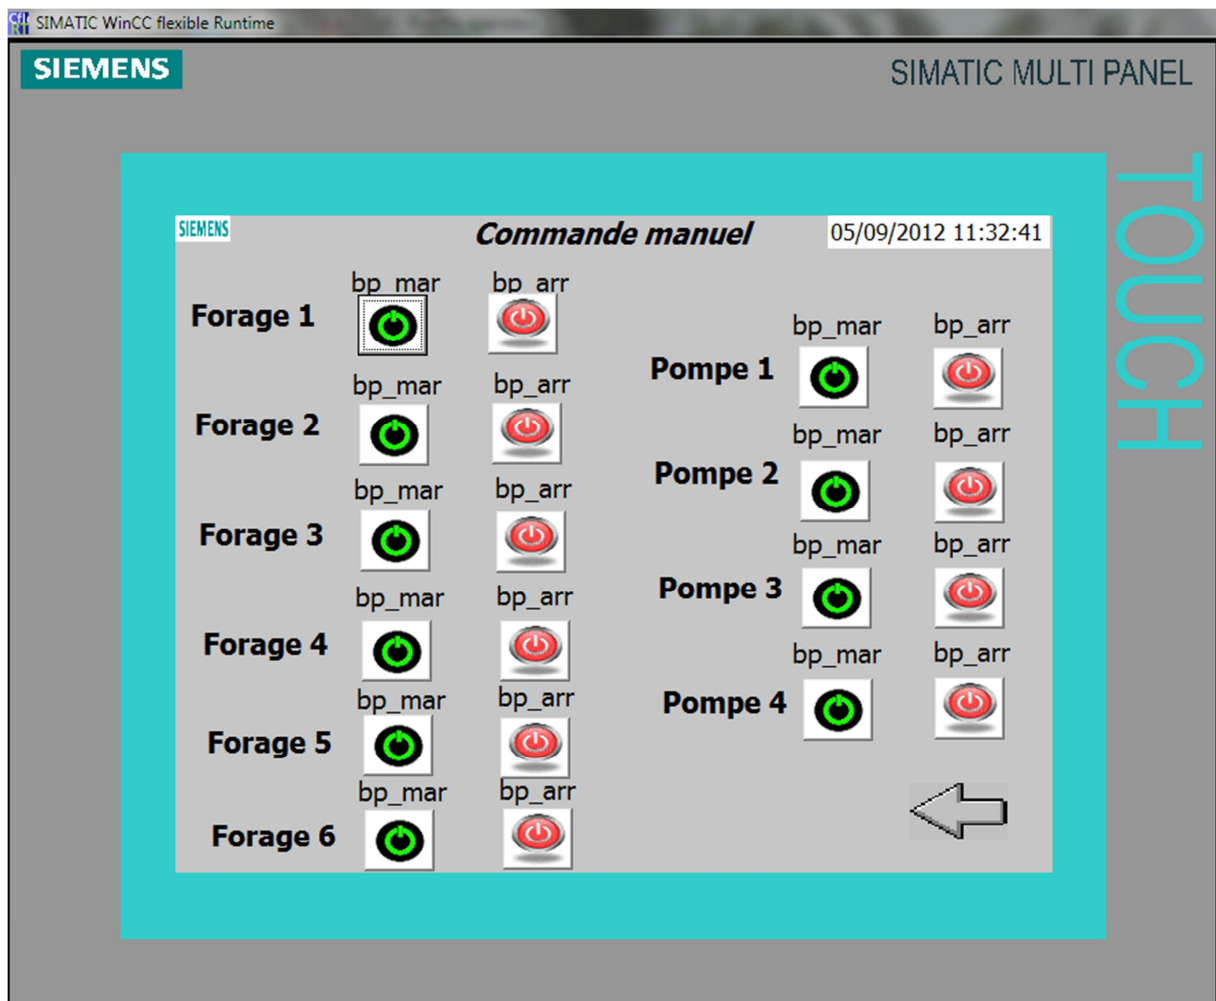 SIMATIC WinCC flexible Runtime
SIEMENS
SIMATIC MULTI PANEL
TOUCH
SIEMENS
Commande manuel
05/09/2012 11:32:41
bp_mar bp_arr
Forage 1
bp_mar bp_arr
Forage 2
bp_mar bp_arr
Forage 3
bp_mar bp_arr
Forage 4
bp_mar bp_arr
Forage 5
bp_mar bp_arr
Forage 6
bp_mar bp_arr
Pompe 1
bp_mar bp_arr
Pompe 2
bp_mar bp_arr
Pompe 3
bp_mar bp_arr
Pompe 4